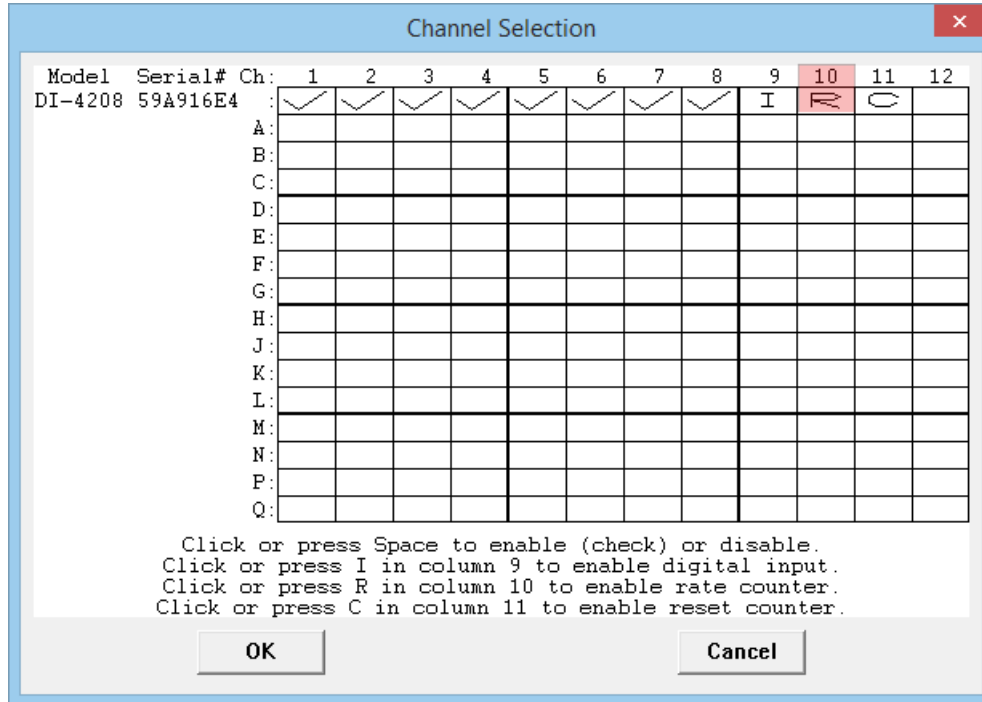 Channel Selection
Model Serial# Ch: 1 2 3 4 5 6 7 8 9 10 11 12
DI-4208 59A916E4 : I R C
A:
B:
C:
D:
E:
F:
G:
H:
J:
K:
L:
M:
N:
P:
Q:
Click or press Space to enable (check) or disable.
Click or press I in column 9 to enable digital input.
Click or press R in column 10 to enable rate counter.
Click or press C in column 11 to enable reset counter.
OK Cancel